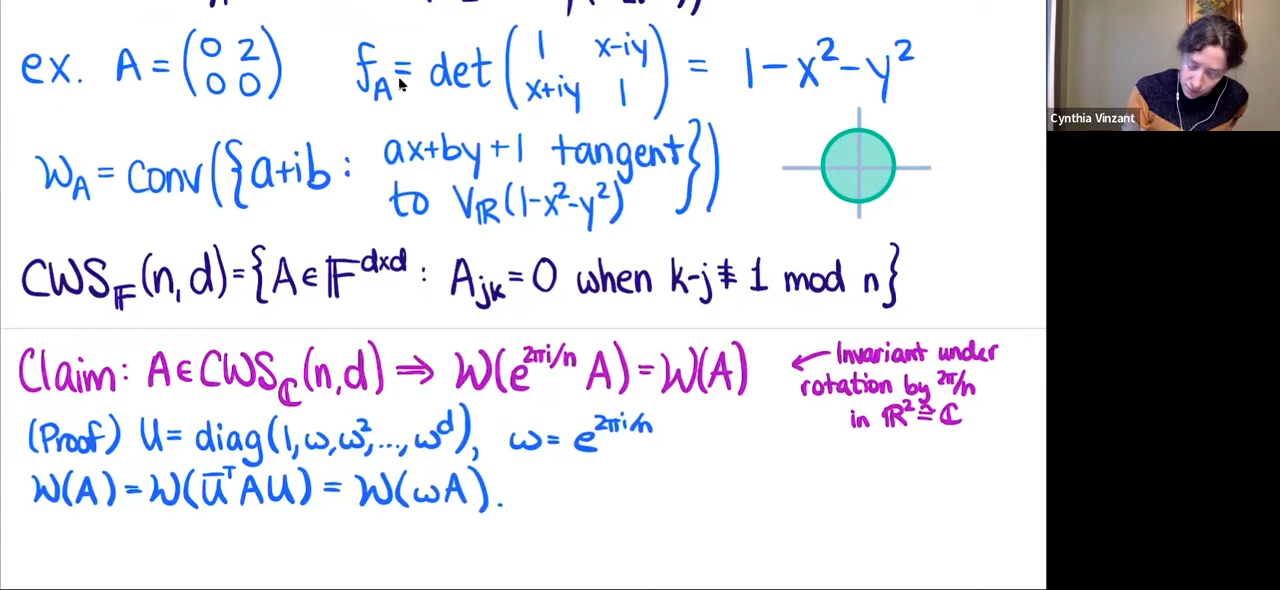 ex. A = (0 2 0 0) f_A = det(1 x-iy x+iy 1) = 1-x²-y²
Cynthia Vinzant
W_A = conv({a+ib : ax+by+1 tangent to V_ℝ(1-x²-y²)})
CWS_𝔽(n,d) = {A ∈ 𝔽^{d×d} : A_{jk} = 0 when k-j ≢ 1 mod n}
Claim: A ∈ CWS_ℂ(n,d) ⇒ W(e^{2πi/n} A) = W(A)
← Invariant under
rotation by 2π/n
in ℝ² ≅ ℂ
(Proof) U = diag(1, ω, ω², ..., ω^d), ω = e^{2πi/n}
W(A) = W(Ū^T A U) = W(ωA).